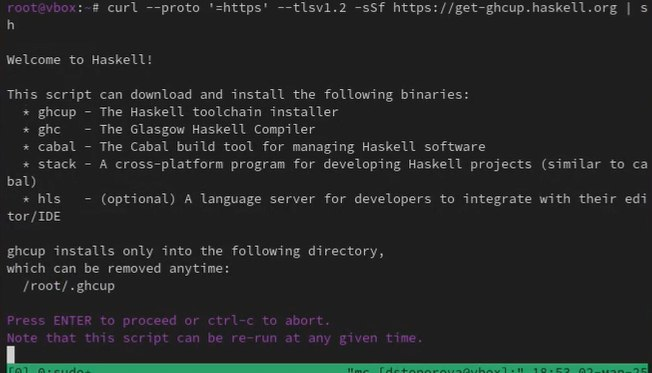 root@vbox:~# curl --proto '=https' --tlsv1.2 -sSf https://get-ghcup.haskell.org | s
h
Welcome to Haskell!
This script can download and install the following binaries:
  * ghcup - The Haskell toolchain installer
  * ghc   - The Glasgow Haskell Compiler
  * cabal - The Cabal build tool for managing Haskell software
  * stack - A cross-platform program for developing Haskell projects (similar to ca
bal)
  * hls   - (optional) A language server for developers to integrate with their edi
tor/IDE
ghcup installs only into the following directory,
which can be removed anytime:
  /root/.ghcup
Press ENTER to proceed or ctrl-c to abort.
Note that this script can be re-run at any given time.
[0] 0:sudo* "mc [dstoporova@vbox]:" 18:53 02-мар-25